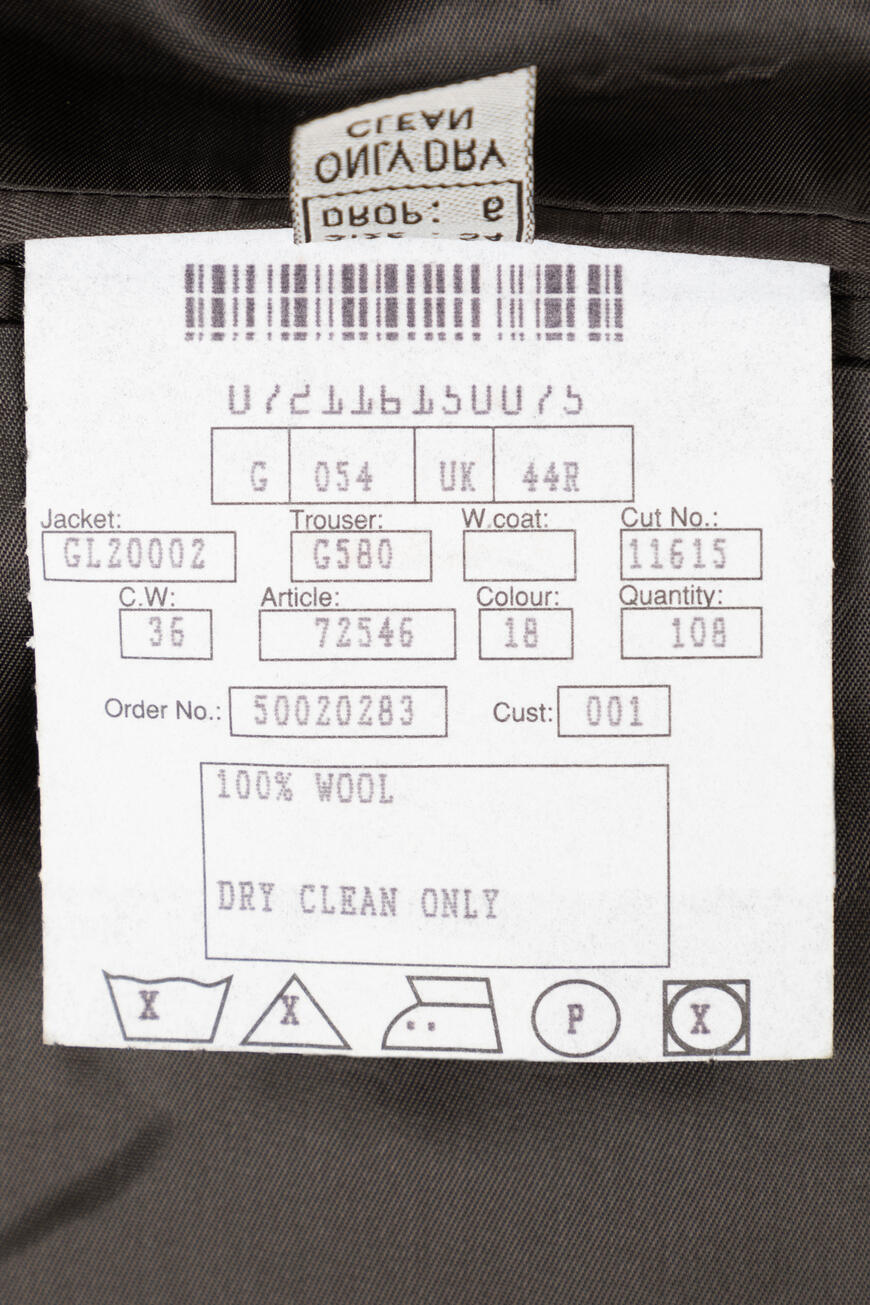 CLEAN
ONLY DRY
DROP: 6
G 054 UK 44R
Jacket: Trouser: W.coat: Cut No.:
GL20002 G580 11615
C.W: Article: Colour: Quantity:
36 72546 18 108
Order No.: 50020283 Cust: 001
100% WOOL
DRY CLEAN ONLY
X X P X